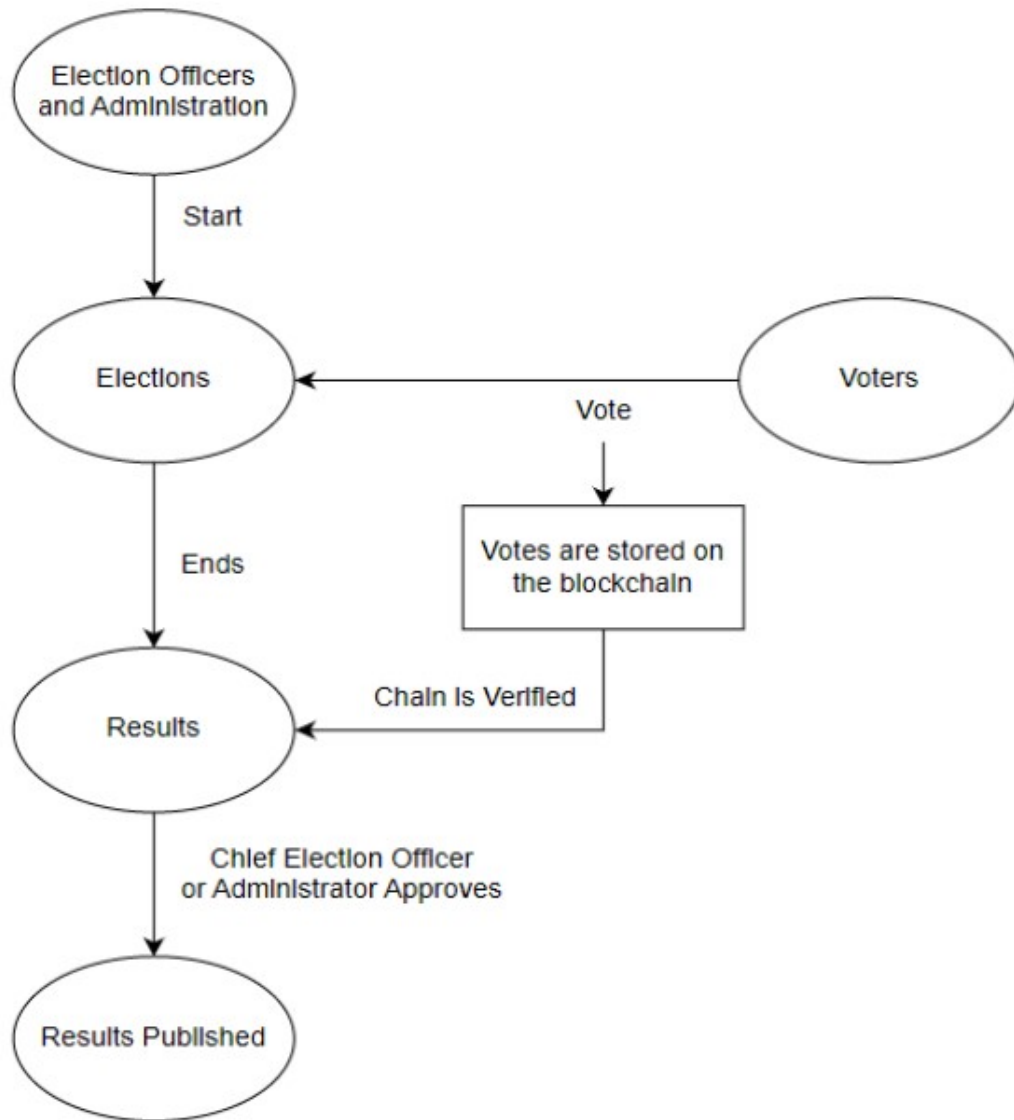 Election Officers
and Administration
Start
Elections
Voters
Vote
Votes are stored on
the blockchain
Ends
Chain is Verified
Results
Chief Election Officer
or Administrator Approves
Results Published